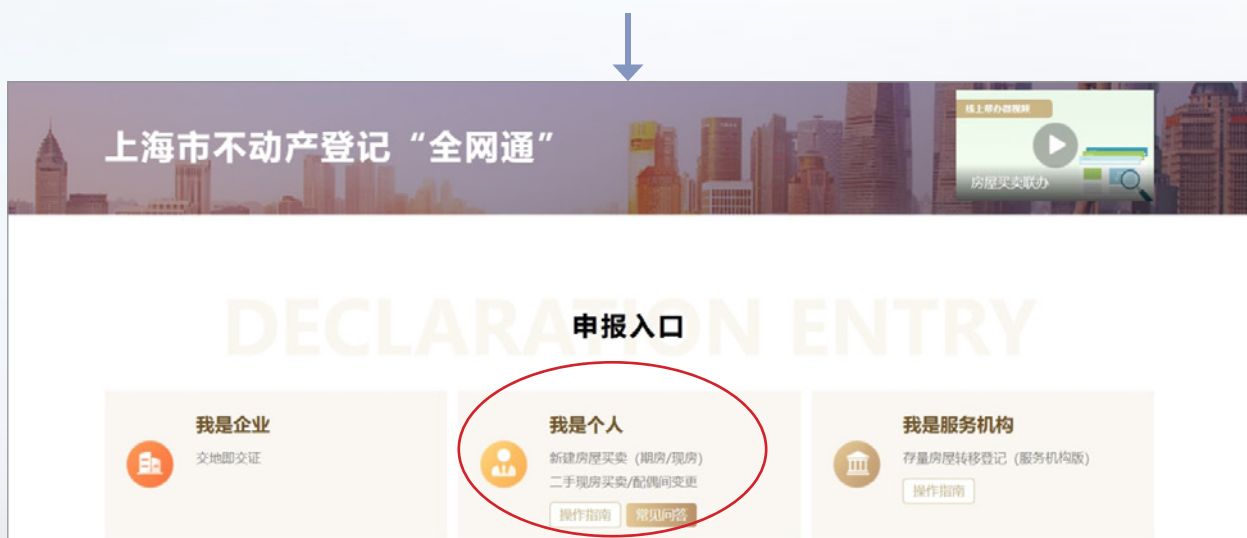 上海市不动产登记“全网通”
线上举办微视频
房屋买卖联办
DECLARATION ENTRY
申报入口
我是企业
交地即交证
我是个人
新建房屋买卖（期房/现房）
二手现房买卖/配偶间变更
操作指南 常见问答
我是服务机构
存量房屋转移登记（服务机构版）
操作指南